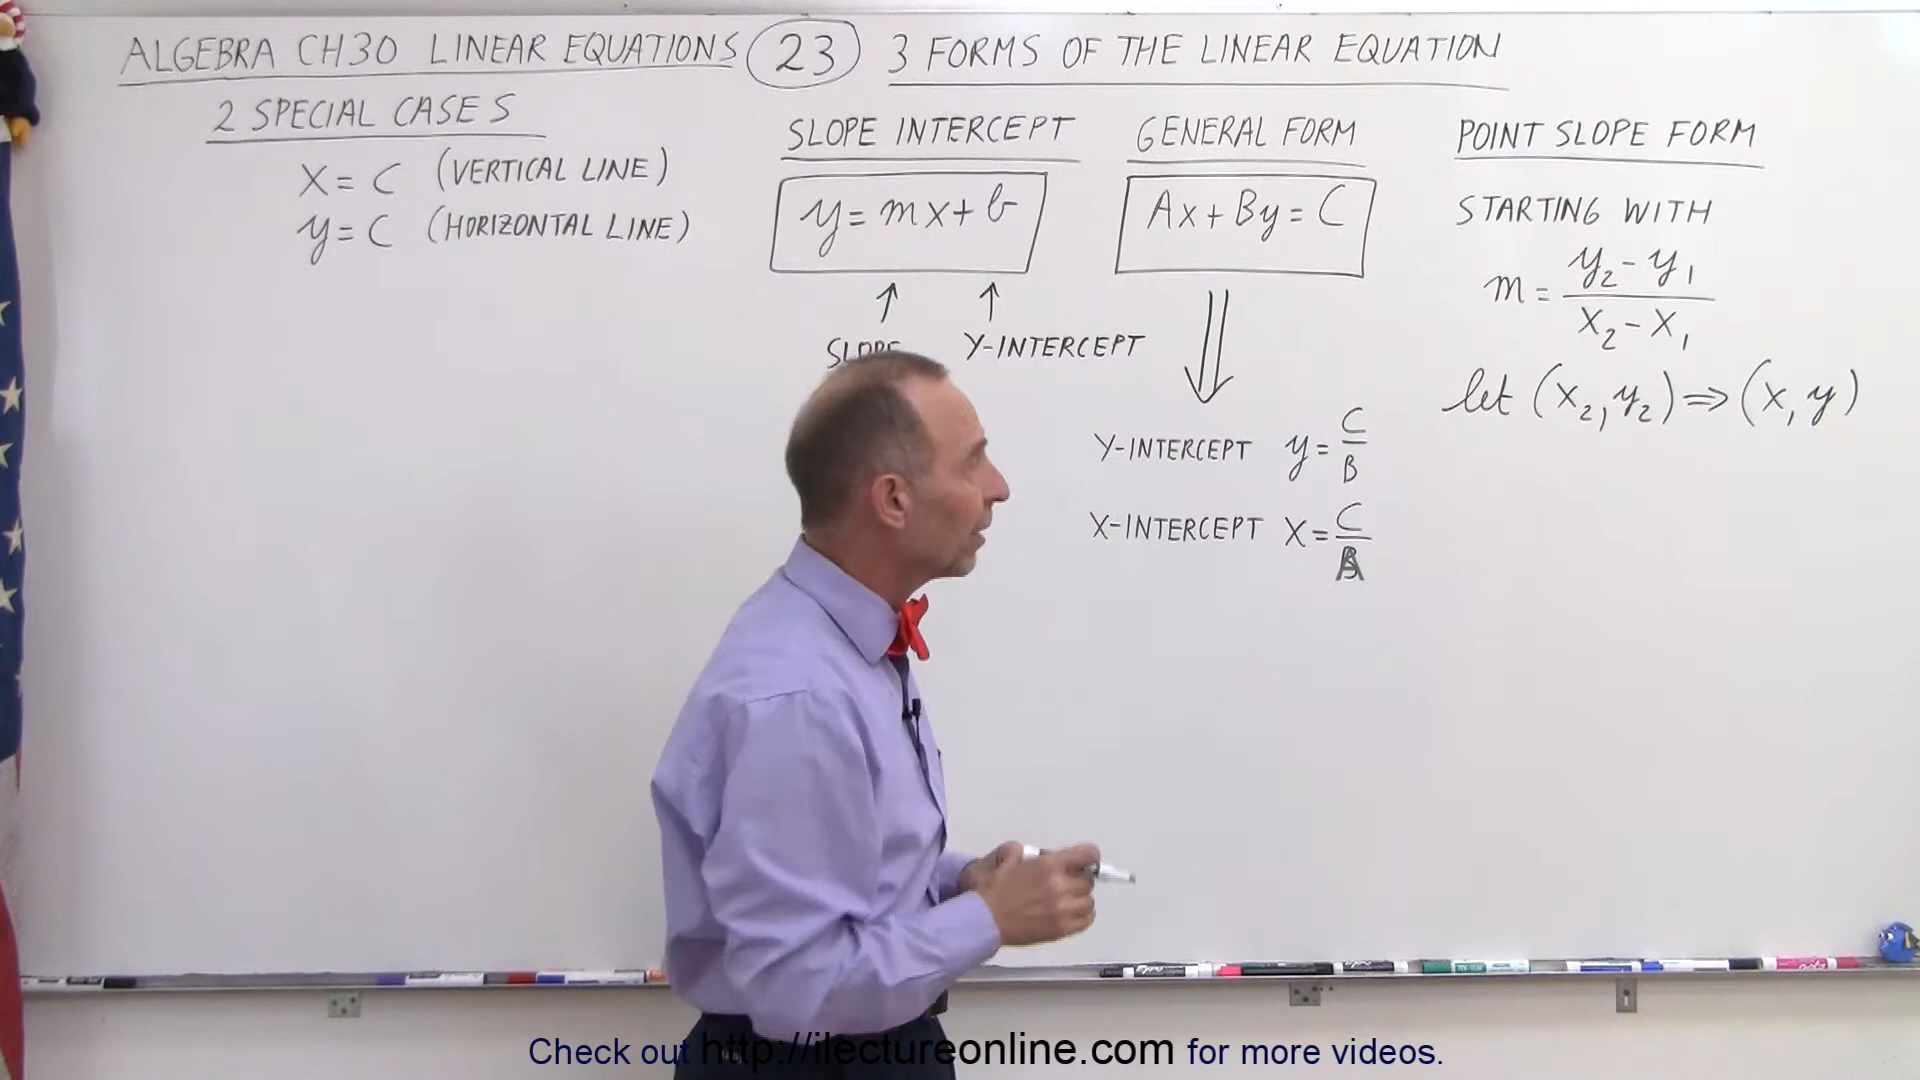 ALGEBRA CH30 LINEAR EQUATIONS 23 3 FORMS OF THE LINEAR EQUATION
2 SPECIAL CASES
X = C (VERTICAL LINE)
y = C (HORIZONTAL LINE)
SLOPE INTERCEPT
y = mx + b
↑ ↑
SLOPE Y-INTERCEPT
GENERAL FORM
Ax + By = C
⇓
Y-INTERCEPT y = C/B
X-INTERCEPT X = C/A
POINT SLOPE FORM
STARTING WITH
m = (y₂ - y₁)/(x₂ - x₁)
let (x₂, y₂) ⇒ (x, y)
Check out http://ilectureonline.com for more videos.